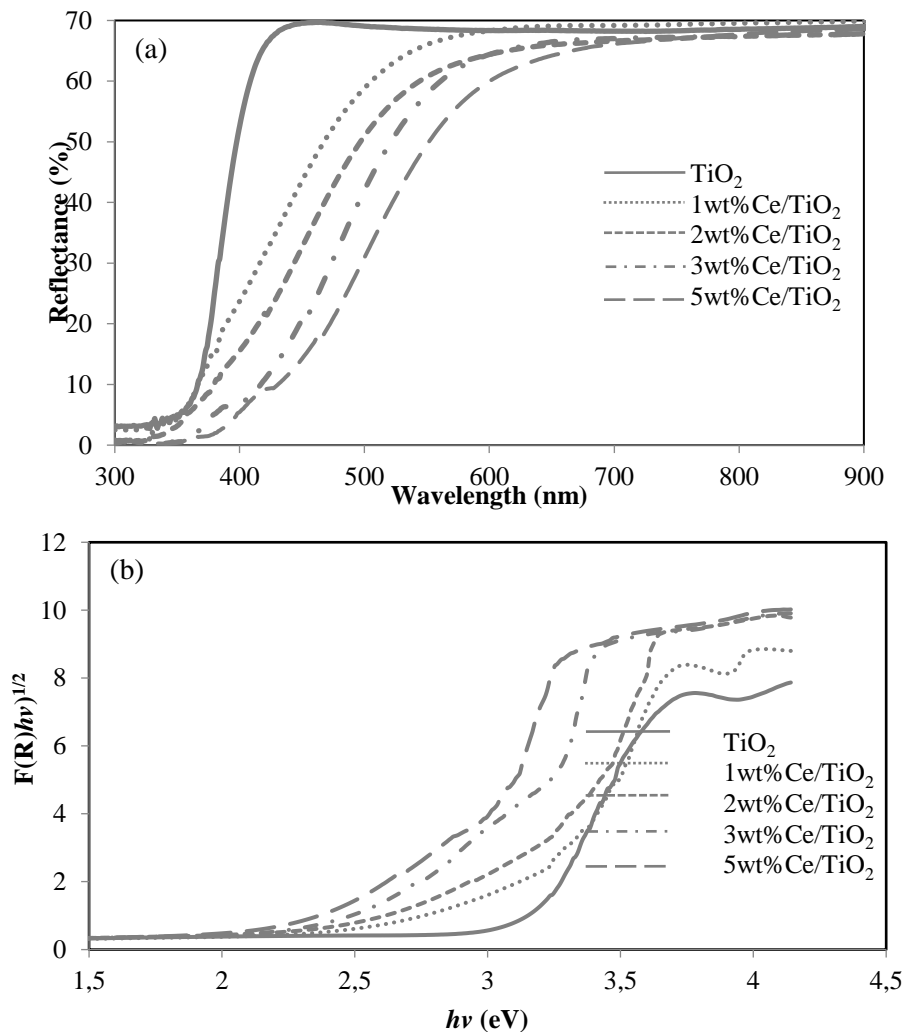 (a)
Reflectance (%)
70
60
50
40
30
20
10
0
300 400 500 600 700 800 900
Wavelength (nm)
TiO₂
1wt%Ce/TiO₂
2wt%Ce/TiO₂
3wt%Ce/TiO₂
5wt%Ce/TiO₂
(b)
F(R)hν)¹/²
12
10
8
6
4
2
0
1,5 2 2,5 3 3,5 4 4,5
hν (eV)
TiO₂
1wt%Ce/TiO₂
2wt%Ce/TiO₂
3wt%Ce/TiO₂
5wt%Ce/TiO₂